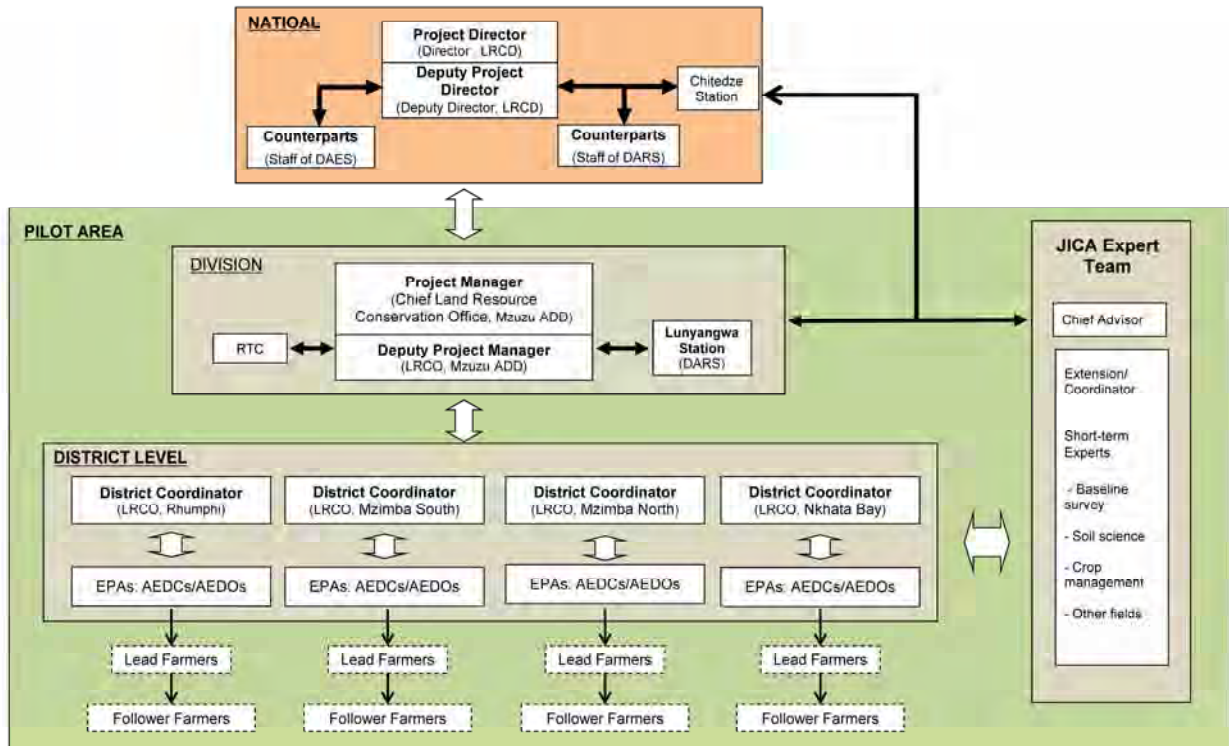 NATIOAL
Project Director
(Director, LRCD)
Deputy Project
Director
(Deputy Director, LRCD)
Chitedze
Station
Counterparts
(Staff of DAES)
Counterparts
(Staff of DARS)
PILOT AREA
DIVISION
Project Manager
(Chief Land Resource
Conservation Office, Mzuzu ADD)
Deputy Project Manager
(LRCO, Mzuzu ADD)
RTC
Lunyangwa
Station
(DARS)
JICA Expert
Team
Chief Advisor
Extension/
Coordinator
Short-term
Experts
- Baseline
survey
- Soil science
- Crop
management
- Other fields
DISTRICT LEVEL
District Coordinator
(LRCO, Rhumphi)
District Coordinator
(LRCO, Mzimba South)
District Coordinator
(LRCO, Mzimba North)
District Coordinator
(LRCO, Nkhata Bay)
EPAs: AEDCs/AEDOs
EPAs: AEDCs/AEDOs
EPAs: AEDCs/AEDOs
EPAs: AEDCs/AEDOs
Lead Farmers
Lead Farmers
Lead Farmers
Lead Farmers
Follower Farmers
Follower Farmers
Follower Farmers
Follower Farmers